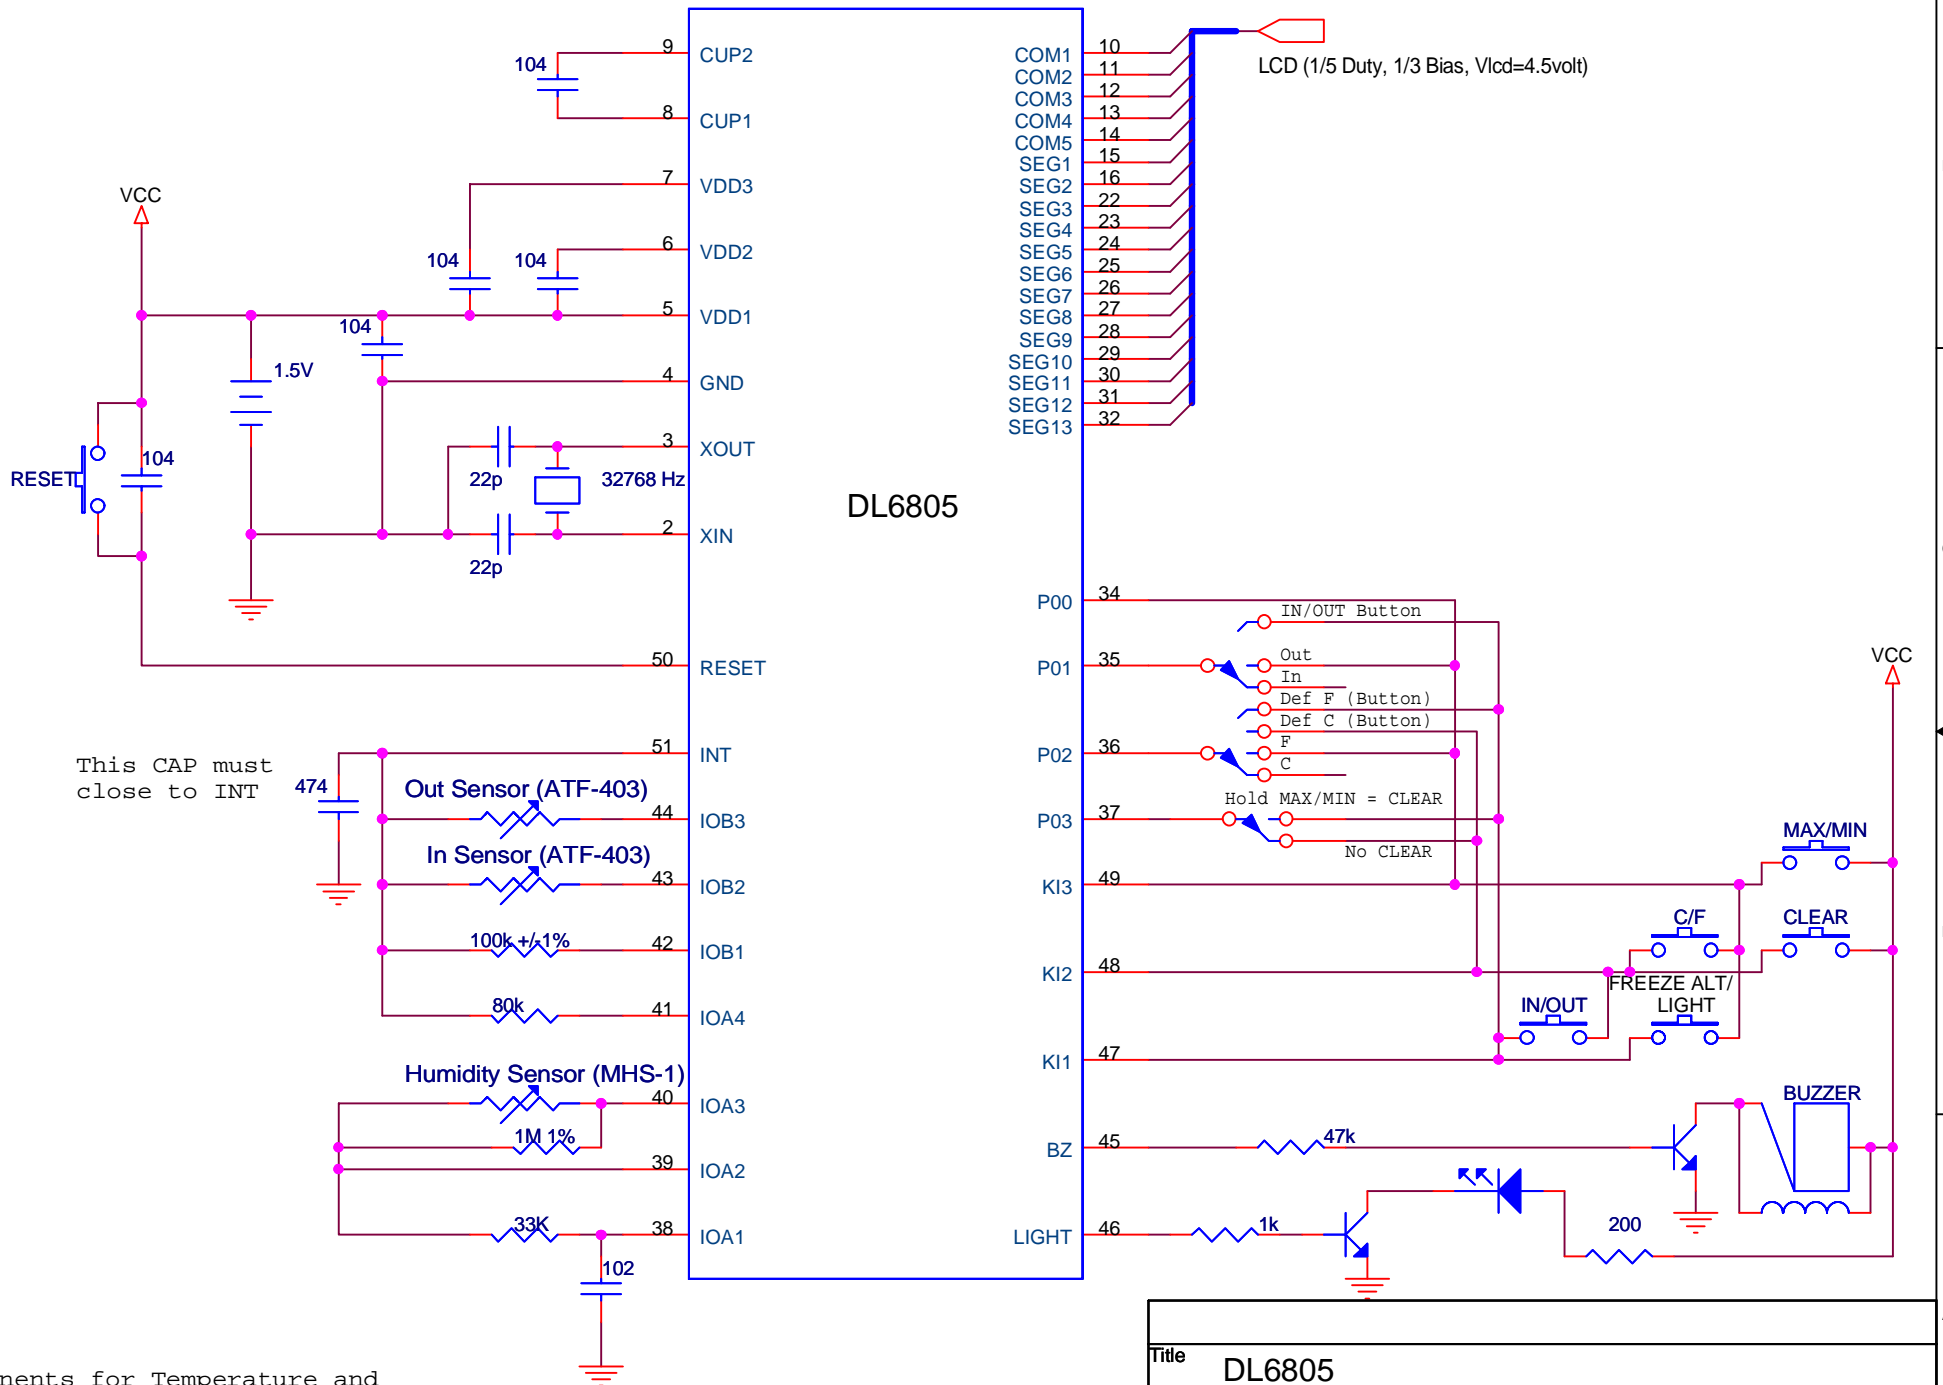 9 CUP2
104
8 CUP1
7 VDD3
6 VDD2
104 104
VCC
5 VDD1
104
1.5V
4 GND
3 XOUT
22p 32768 Hz
2 XIN
22p
RESET
104
50 RESET
DL6805
COM1 10
COM2 11
COM3 12
COM4 13
COM5 14
SEG1 15
SEG2 16
SEG3 22
SEG4 23
SEG5 24
SEG6 25
SEG7 26
SEG8 27
SEG9 28
SEG10 29
SEG11 30
SEG12 31
SEG13 32
LCD (1/5 Duty, 1/3 Bias, Vlcd=4.5volt)
This CAP must
close to INT
474
51 INT
Out Sensor (ATF-403)
44 IOB3
In Sensor (ATF-403)
43 IOB2
100k +/-1%
42 IOB1
80k
41 IOA4
Humidity Sensor (MHS-1)
40 IOA3
1M 1%
39 IOA2
33K
38 IOA1
102
P00 34
IN/OUT Button
P01 35
Out
In
Def F (Button)
Def C (Button)
P02 36
F
C
Hold MAX/MIN = CLEAR
P03 37
No CLEAR
VCC
MAX/MIN
KI3 49
C/F
CLEAR
KI2 48
FREEZE ALT/
LIGHT
IN/OUT
KI1 47
BUZZER
BZ 45
47k
LIGHT 46
1k
200
Title
DL6805
for Temperature and